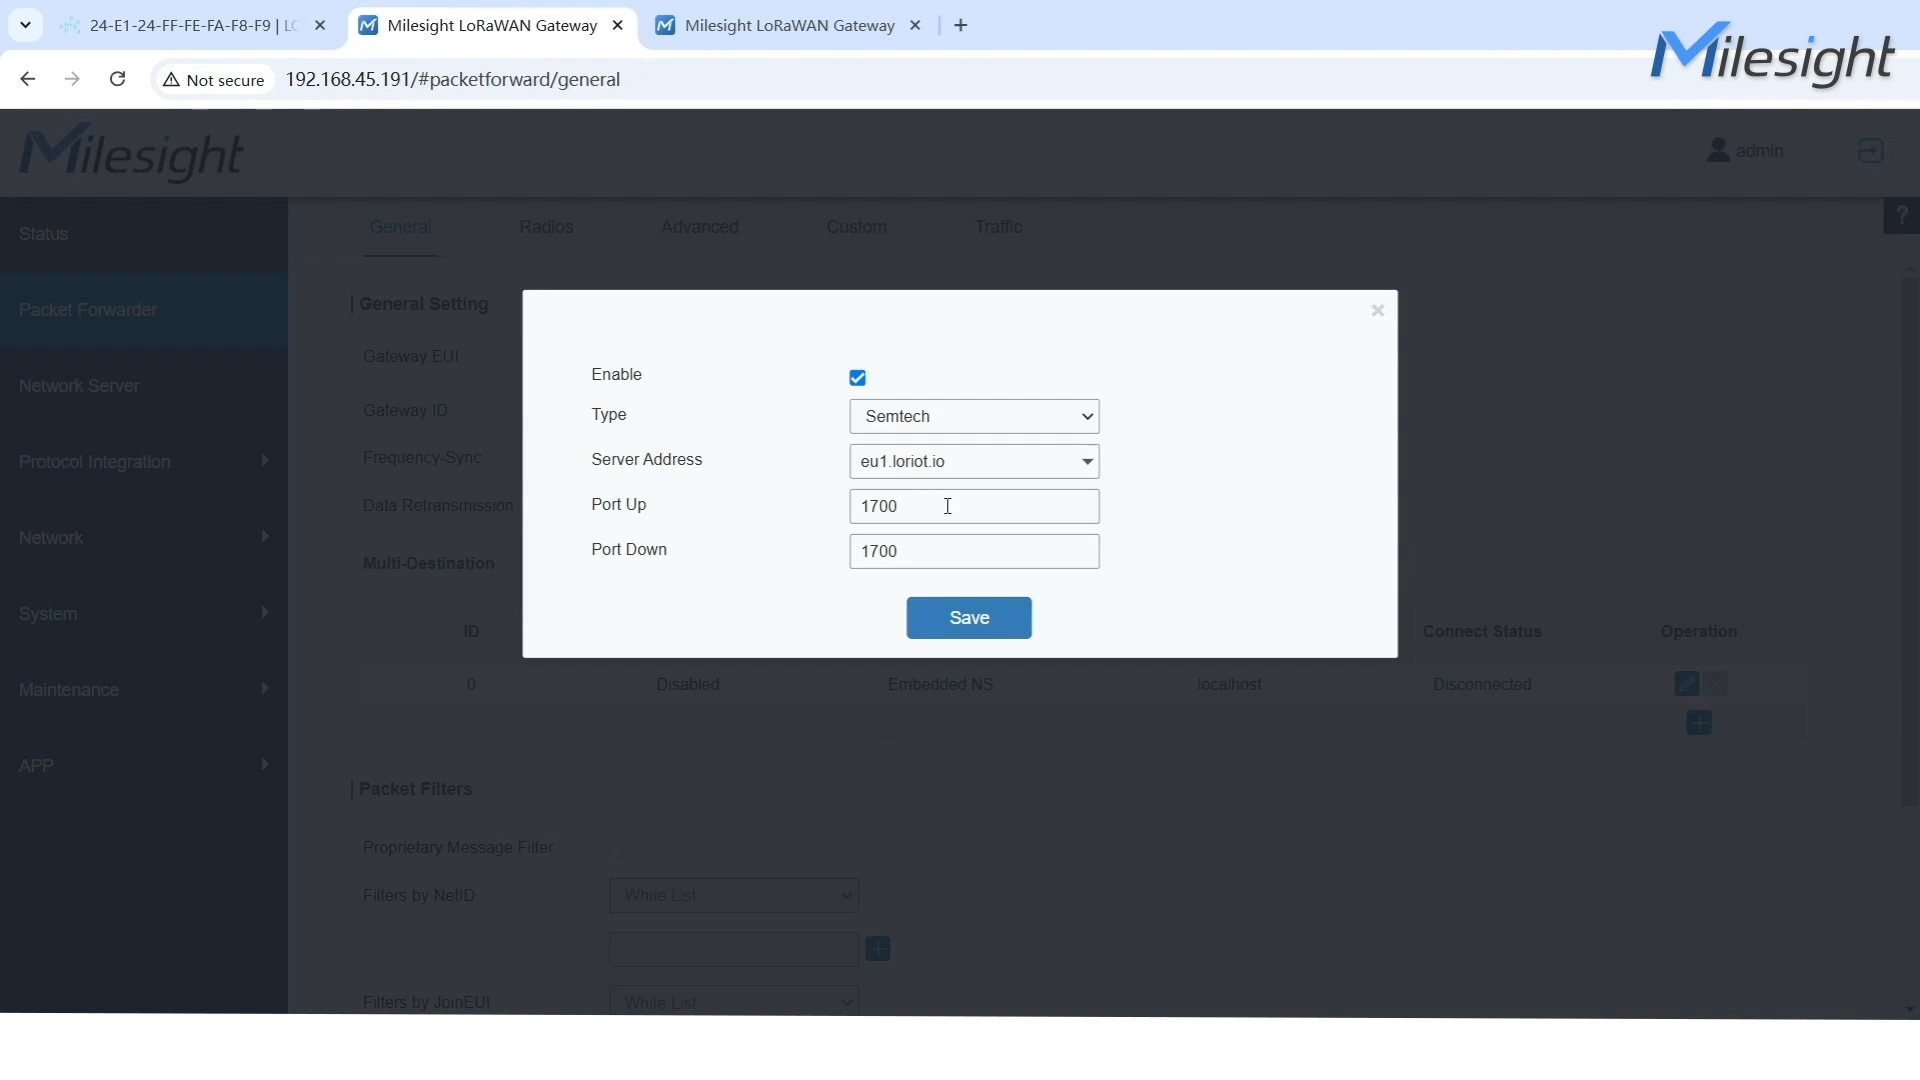 24-E1-24-FF-FE-FA-F8-F9 | LO
Milesight LoRaWAN Gateway
Milesight LoRaWAN Gateway
Milesight
Not secure
192.168.45.191/#packetforward/general
Milesight
admin
Status
Packet Forwarder
Network Server
Protocol Integration
Network
System
Maintenance
APP
General
Radios
Advanced
Custom
Traffic
?
General Setting
Gateway EUI
Gateway ID
Frequency-Sync
Data Retransmission
Multi-Destination
Enable
Type
Semtech
Server Address
eu1.loriot.io
Port Up
1700
Port Down
1700
Save
ID
Connect Status
Operation
0
Disabled
Embedded NS
localhost
Disconnected
Packet Filters
Proprietary Message Filter
Filters by NetID
White List
Filters by JoinEUI
White List